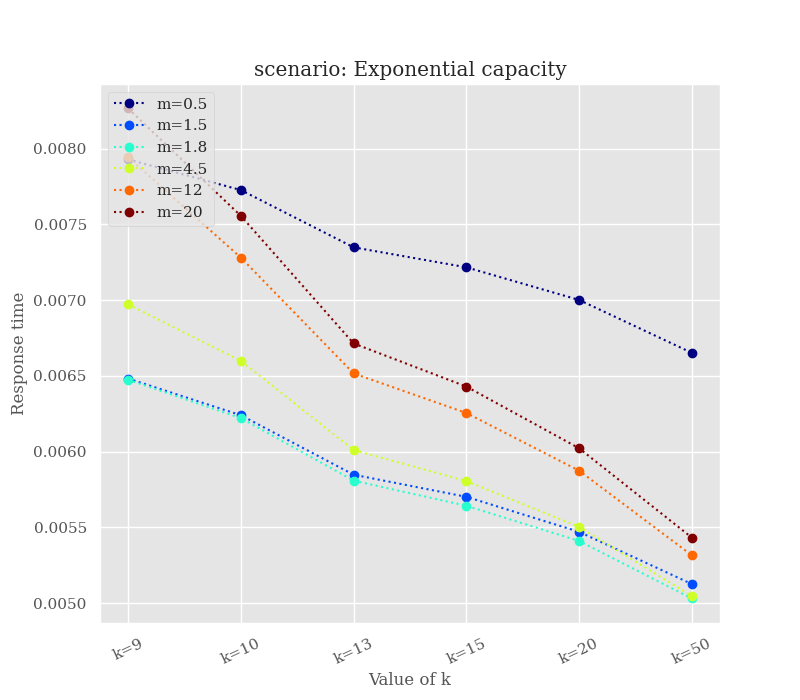 scenario: Exponential capacity
m=0.5
m=1.5
m=1.8
m=4.5
m=12
m=20
0.0080
0.0075
0.0070
0.0065
0.0060
0.0055
0.0050
Response time
k=9 k=10 k=13 k=15 k=20 k=50
Value of k